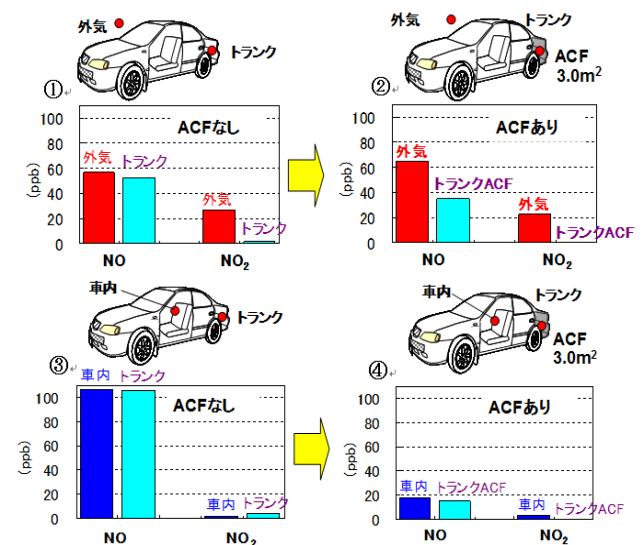 外気
トランク
①
ACFなし
(ppb)
100
80
60
40
20
0
外気
トランク
外気
トランク
NO
NO₂
外気
トランク
ACF
3.0m²
②
ACFあり
(ppb)
100
80
60
40
20
0
外気
トランクACF
外気
トランクACF
NO
NO₂
車内
トランク
③
車内 トランク
ACFなし
(ppb)
100
80
60
40
20
0
車内
トランク
NO
NO₂
車内
トランク
ACF
3.0m²
④
ACFあり
(ppb)
100
80
60
40
20
0
車内
トランクACF
車内
トランクACF
NO
NO₂